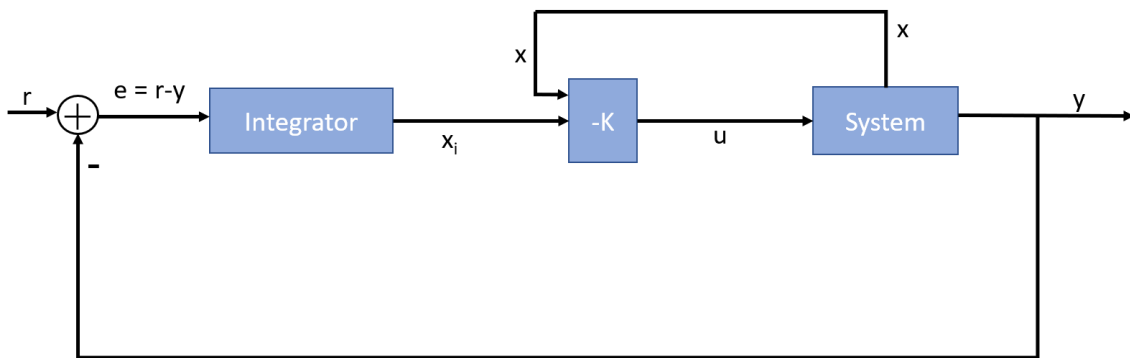 x
x
r
e = r-y
Integrator
xᵢ
-K
u
System
y
+
-